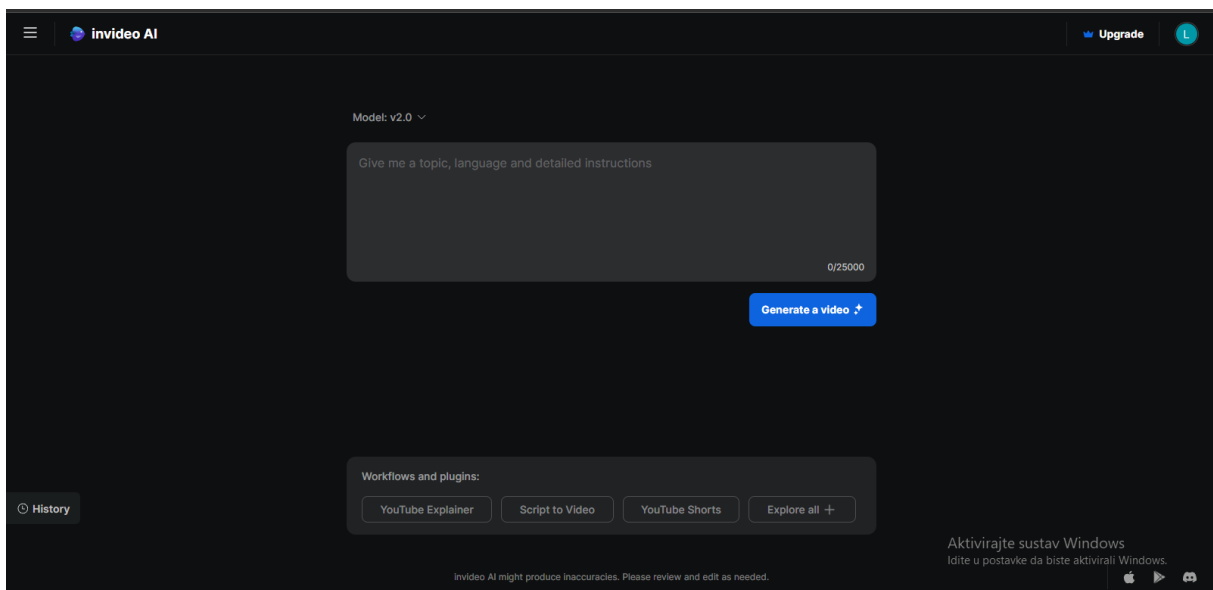 invideo AI
Upgrade
L
Model: v2.0
Give me a topic, language and detailed instructions
0/25000
Generate a video
Workflows and plugins:
YouTube Explainer
Script to Video
YouTube Shorts
Explore all +
History
Aktivirajte sustav Windows
Idite u postavke da biste aktivirali Windows.
Invideo AI might produce inaccuracies. Please review and edit as needed.